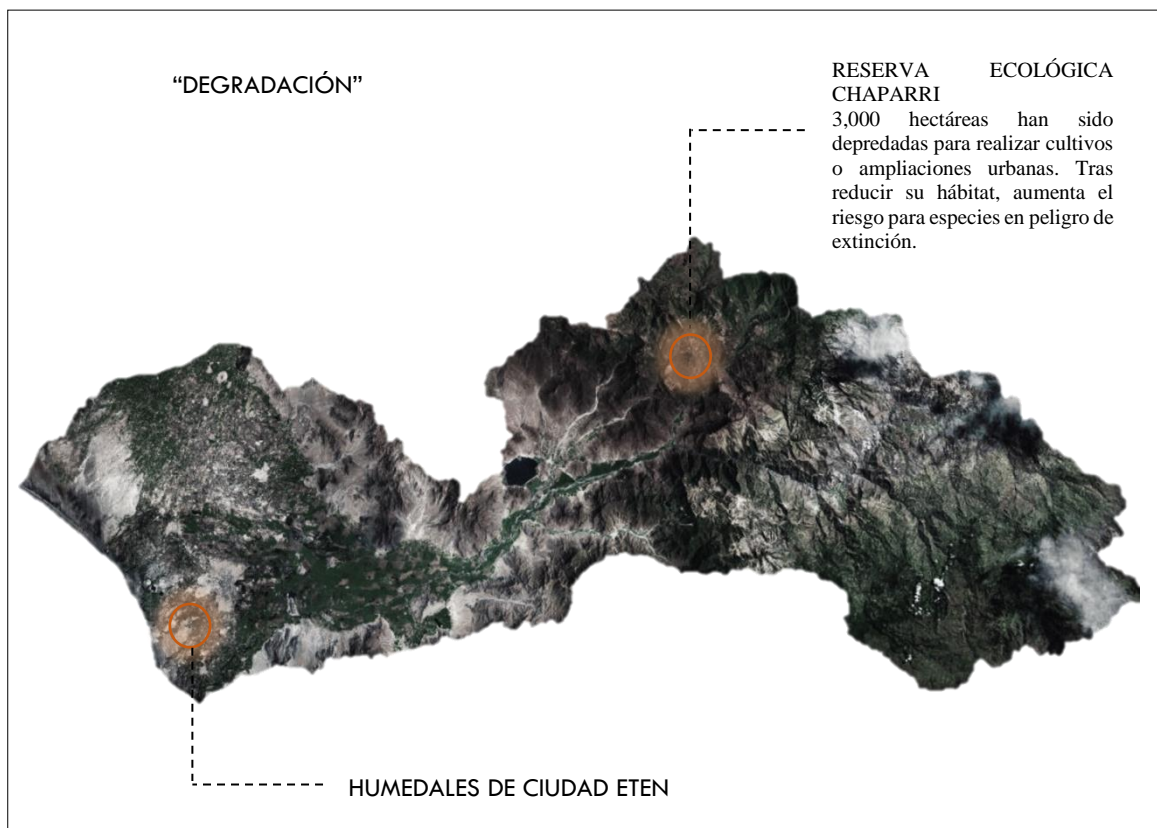 “DEGRADACIÓN”
RESERVA ECOLÓGICA
CHAPARRI
3,000 hectáreas han sido
depredadas para realizar cultivos
o ampliaciones urbanas. Tras
reducir su hábitat, aumenta el
riesgo para especies en peligro de
extinción.
HUMEDALES DE CIUDAD ETEN